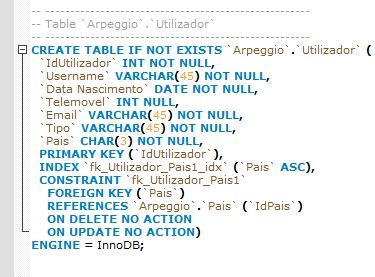 -- -----------------------------------------------------
-- Table `Arpeggio`.`Utilizador`
-- -----------------------------------------------------
CREATE TABLE IF NOT EXISTS `Arpeggio`.`Utilizador` (
`IdUtilizador` INT NOT NULL,
`Username` VARCHAR(45) NOT NULL,
`Data Nascimento` DATE NOT NULL,
`Telemovel` INT NULL,
`Email` VARCHAR(45) NOT NULL,
`Tipo` VARCHAR(45) NOT NULL,
`Pais` CHAR(3) NOT NULL,
PRIMARY KEY (`IdUtilizador`),
INDEX `fk_Utilizador_Pais1_idx` (`Pais` ASC),
CONSTRAINT `fk_Utilizador_Pais1`
FOREIGN KEY (`Pais`)
REFERENCES `Arpeggio`.`Pais` (`IdPais`)
ON DELETE NO ACTION
ON UPDATE NO ACTION)
ENGINE = InnoDB;